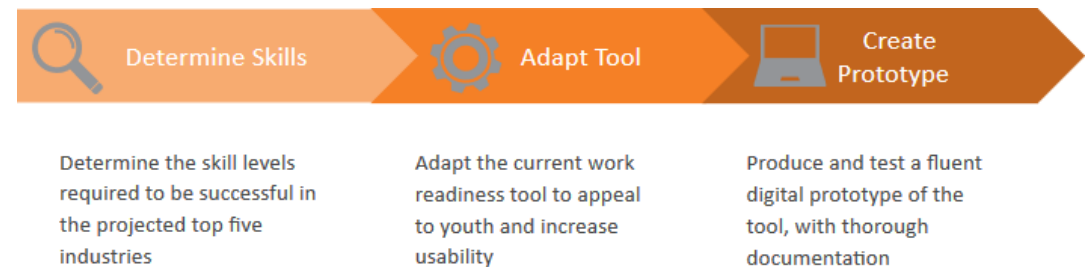 Determine Skills
Adapt Tool
Create
Prototype
Determine the skill levels
required to be successful in
the projected top five
industries
Adapt the current work
readiness tool to appeal
to youth and increase
usability
Produce and test a fluent
digital prototype of the
tool, with thorough
documentation